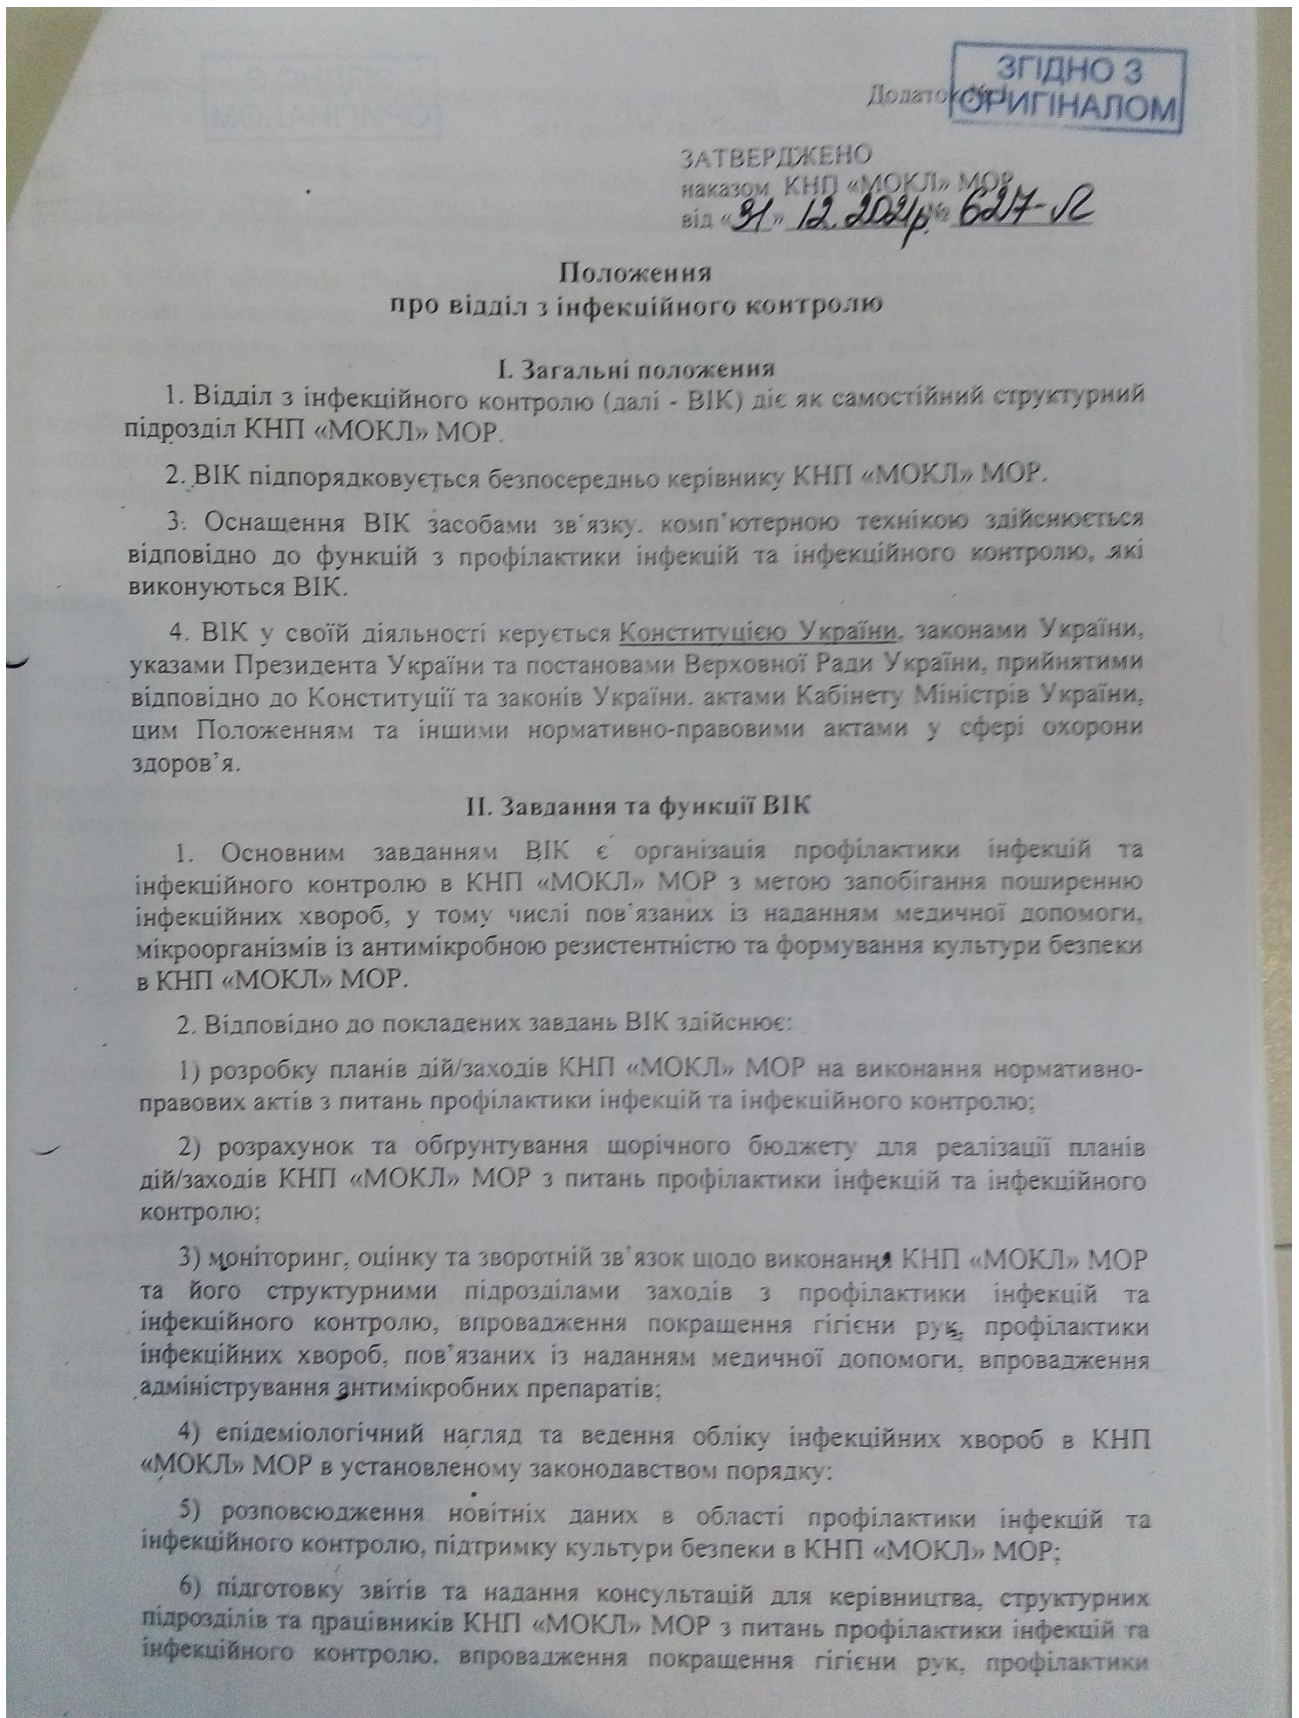 ЗГІДНО З
ОРИГІНАЛОМ
Додаток №1
ЗАТВЕРДЖЕНО
наказом КНП «МОКЛ» МОР
від «31» 12.2021р. № 627-Л
Положення
про відділ з інфекційного контролю
І. Загальні положення
1. Відділ з інфекційного контролю (далі - ВІК) діє як самостійний структурний
підрозділ КНП «МОКЛ» МОР.
2. ВІК підпорядковується безпосередньо керівнику КНП «МОКЛ» МОР.
3. Оснащення ВІК засобами зв’язку, комп’ютерною технікою здійснюється
відповідно до функцій з профілактики інфекцій та інфекційного контролю, які
виконуються ВІК.
4. ВІК у своїй діяльності керується Конституцією України, законами України,
указами Президента України та постановами Верховної Ради України, прийнятими
відповідно до Конституції та законів України, актами Кабінету Міністрів України,
цим Положенням та іншими нормативно-правовими актами у сфері охорони
здоров’я.
ІІ. Завдання та функції ВІК
1. Основним завданням ВІК є організація профілактики інфекцій та
інфекційного контролю в КНП «МОКЛ» МОР з метою запобігання поширенню
інфекційних хвороб, у тому числі пов’язаних із наданням медичної допомоги,
мікроорганізмів із антимікробною резистентністю та формування культури безпеки
в КНП «МОКЛ» МОР.
2. Відповідно до покладених завдань ВІК здійснює:
1) розробку планів дій/заходів КНП «МОКЛ» МОР на виконання нормативно-
правових актів з питань профілактики інфекцій та інфекційного контролю;
2) розрахунок та обґрунтування щорічного бюджету для реалізації планів
дій/заходів КНП «МОКЛ» МОР з питань профілактики інфекцій та інфекційного
контролю;
3) моніторинг, оцінку та зворотній зв’язок щодо виконання КНП «МОКЛ» МОР
та його структурними підрозділами заходів з профілактики інфекцій та
інфекційного контролю, впровадження покращення гігієни рук, профілактики
інфекційних хвороб, пов’язаних із наданням медичної допомоги, впровадження
адміністрування антимікробних препаратів;
4) епідеміологічний нагляд та ведення обліку інфекційних хвороб в КНП
«МОКЛ» МОР в установленому законодавством порядку;
5) розповсюдження новітніх даних в області профілактики інфекцій та
інфекційного контролю, підтримку культури безпеки в КНП «МОКЛ» МОР;
6) підготовку звітів та надання консультацій для керівництва, структурних
підрозділів та працівників КНП «МОКЛ» МОР з питань профілактики інфекцій та
інфекційного контролю, впровадження покращення гігієни рук, профілактики